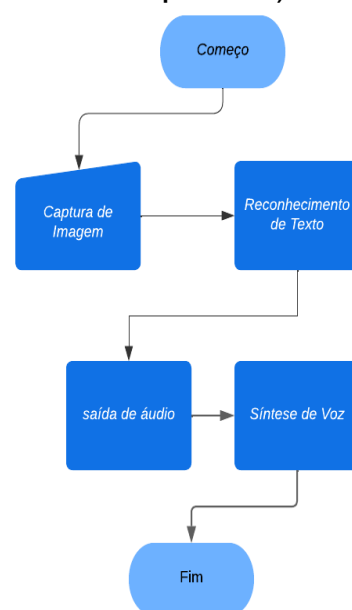 Começo
Captura de
Imagem
Reconhecimento
de Texto
saída de áudio
Síntese de Voz
Fim